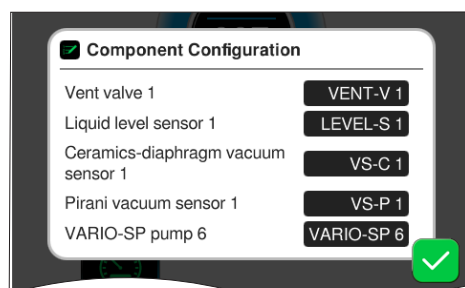 Component Configuration
Vent valve 1 VENT-V 1
Liquid level sensor 1 LEVEL-S 1
Ceramics-diaphragm vacuum
sensor 1 VS-C 1
Pirani vacuum sensor 1 VS-P 1
VARIO-SP pump 6 VARIO-SP 6